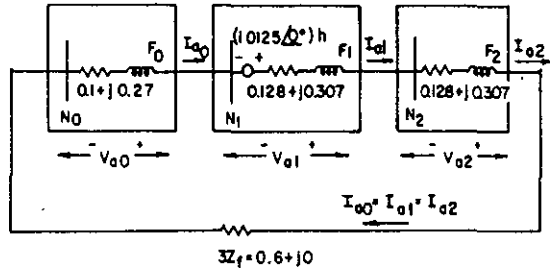 F0
Ia0
(1.0125∠0°)h
F1
Ia1
F2
Ia2
0.1+j0.27
0.128+j0.307
0.128+j0.307
N0
N1
N2
- +
Va0
- +
Va1
- +
Va2
Ia0= Ia1= Ia2
3Zf=0.6+j0